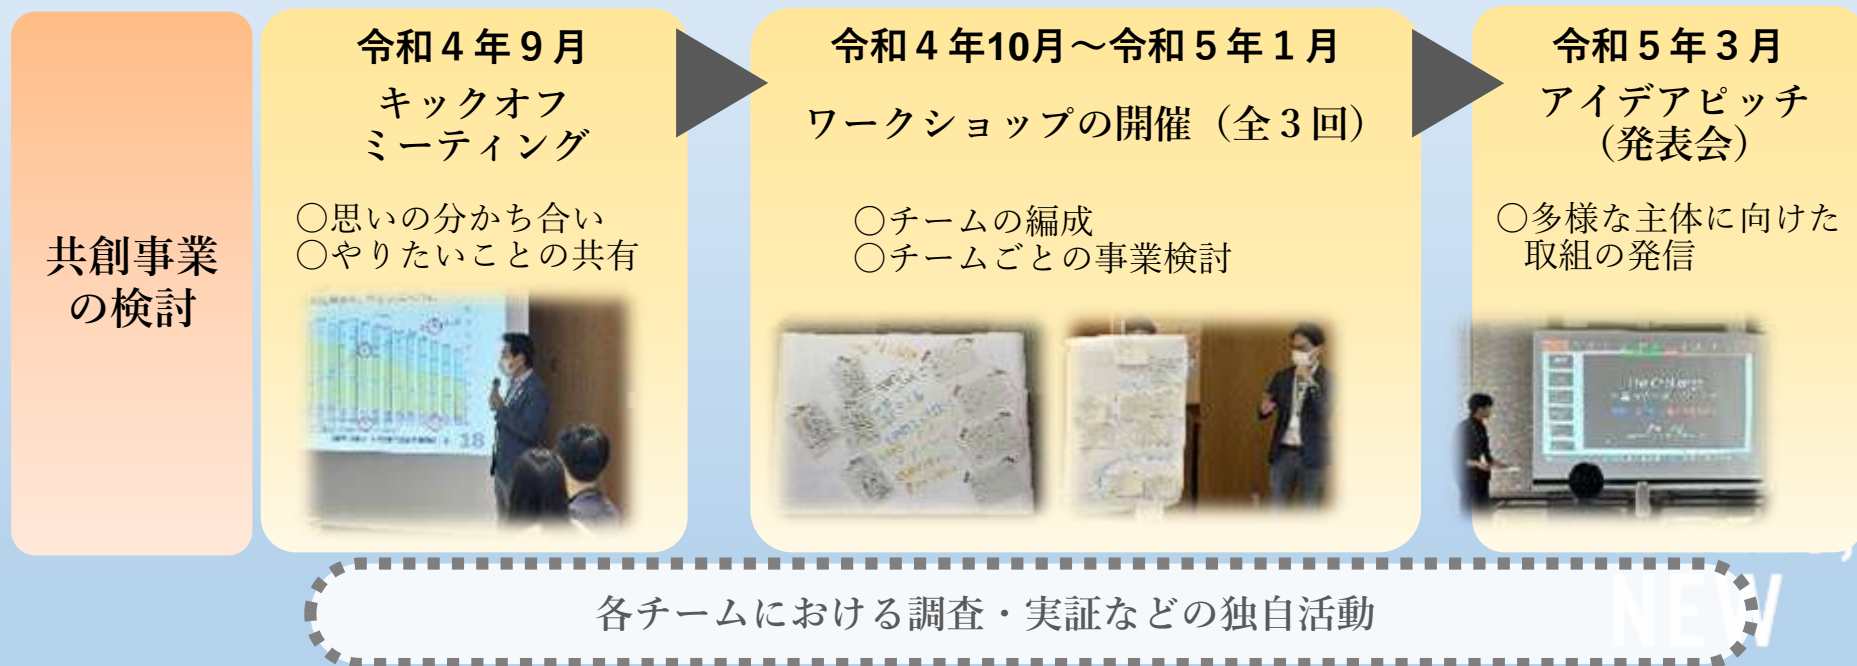 共創事業
の検討
令和４年９月
キックオフ
ミーティング
○思いの分かち合い
○やりたいことの共有
18
令和４年10月～令和５年１月
ワークショップの開催（全３回）
○チームの編成
○チームごとの事業検討
令和５年３月
アイデアピッチ
（発表会）
○多様な主体に向けた
取組の発信
各チームにおける調査・実証などの独自活動
NEW